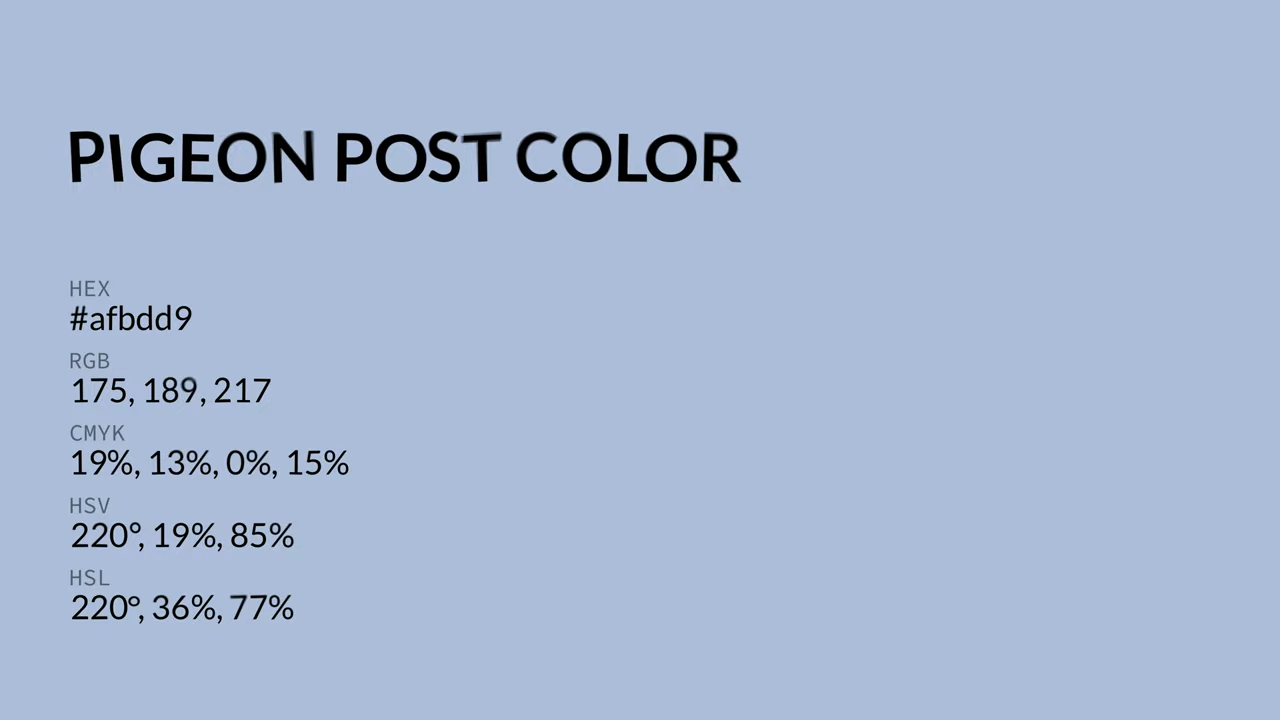 PIGEON POST COLOR
HEX
#afbdd9
RGB
175, 189, 217
CMYK
19%, 13%, 0%, 15%
HSV
220°, 19%, 85%
HSL
220°, 36%, 77%